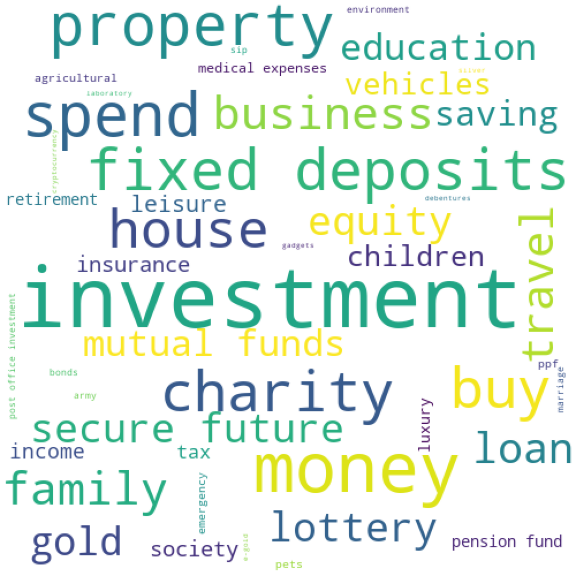 environment
property
sip
education
medical expenses
silver
agricultural
vehicles
laboratory
spend
business
saving
cryptocurrency
fixed deposits
retirement
leisure
debentures
house
equity
travel
gadgets
children
insurance
investment
post office investment
mutual funds
ppf
bonds
marriage
charity
buy
army
luxury
secure future
loan
income
tax
money
family
emergency
lottery
gold
society
e-gold
pension fund
pets